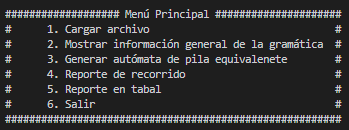 ################## Menú Principal ####################
# 1. Cargar archivo #
# 2. Mostrar información general de la gramática #
# 3. Generar autómata de pila equivalenete #
# 4. Reporte de recorrido #
# 5. Reporte en tabal #
# 6. Salir #
######################################################